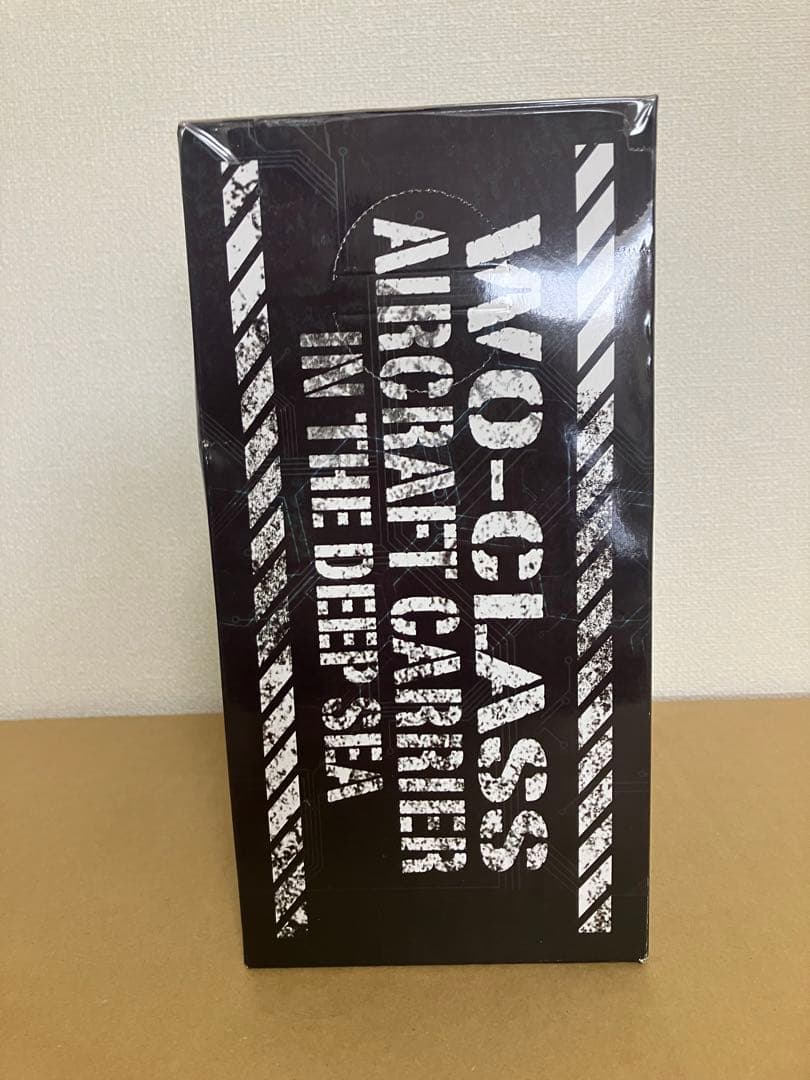 WO-CLASS
AIRCRAFT CARRIER
IN THE DEEP SEA